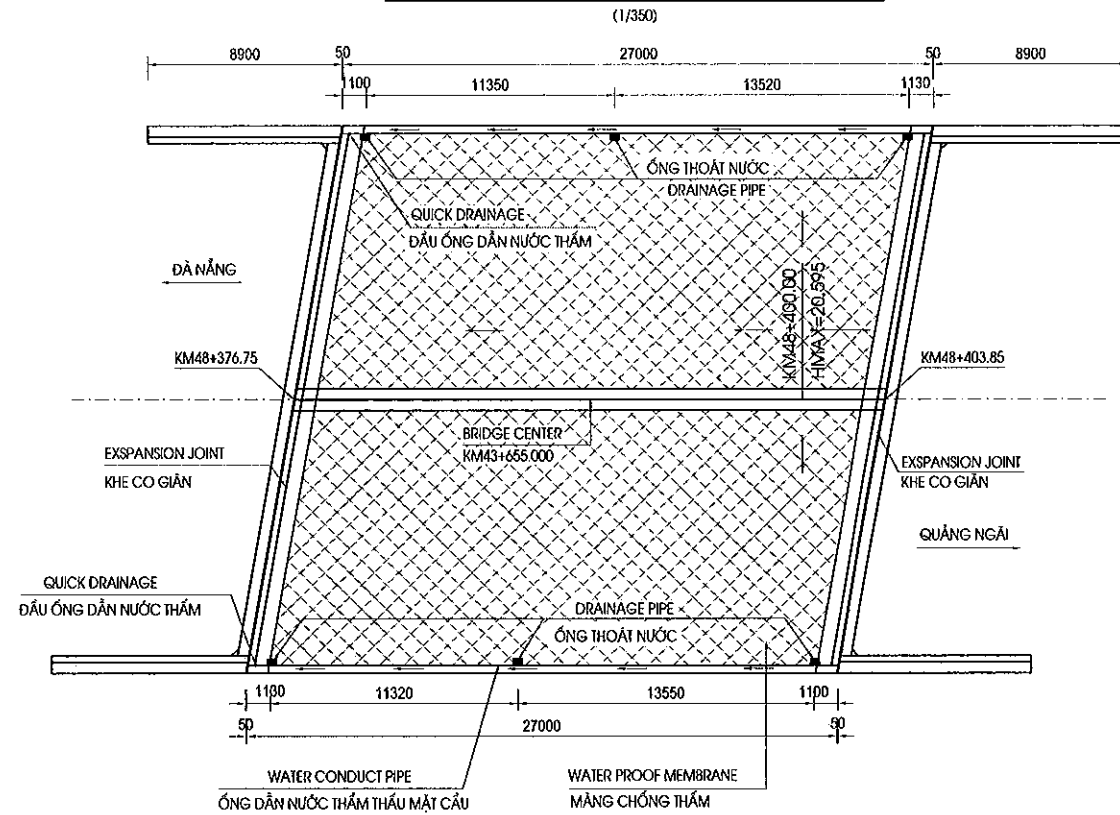 (1/350)
8900 50 27000 50 8900
1100 11350 13520 1130
ỐNG THOÁT NƯỚC
DRAINAGE PIPE
QUICK DRAINAGE
ĐẦU ỐNG DẪN NƯỚC THẤM
ĐÀ NẴNG
KM48+400.00
HMAX=20.595
KM48+376.75
KM48+403.85
BRIDGE CENTER
KM43+655.000
EXSPANSION JOINT
KHE CO GIÃN
EXSPANSION JOINT
KHE CO GIÃN
QUẢNG NGÃI
QUICK DRAINAGE
ĐẦU ỐNG DẪN NƯỚC THẤM
DRAINAGE PIPE
ỐNG THOÁT NƯỚC
1100 11320 13550 1100
50 27000 50
WATER CONDUCT PIPE
ỐNG DẪN NƯỚC THẨM THẤU MẶT CẦU
WATER PROOF MEMBRANE
MÀNG CHỐNG THẤM